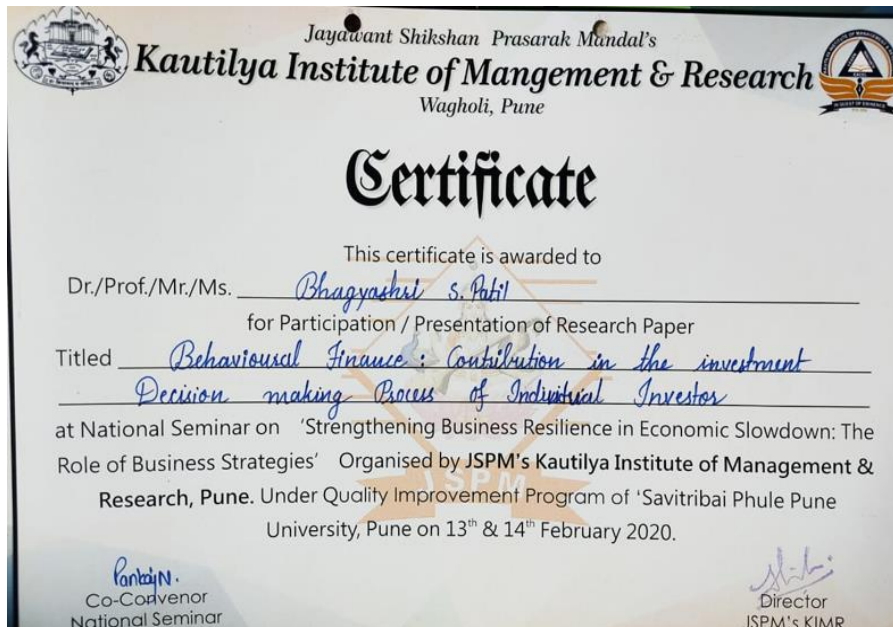 Jayawant Shikshan Prasarak Mandal's
Kautilya Institute of Mangement & Research
Wagholi, Pune
Certificate
This certificate is awarded to
Dr./Prof./Mr./Ms. Bhagyashri S. Patil
for Participation / Presentation of Research Paper
Titled Behavioural Finance : Contribution in the investment
Decision making Process of Industrial Investor
at National Seminar on 'Strengthening Business Resilience in Economic Slowdown: The
Role of Business Strategies' Organised by JSPM's Kautilya Institute of Management &
Research, Pune. Under Quality Improvement Program of 'Savitribai Phule Pune
University, Pune on 13th & 14th February 2020.
JSPM
PankajN.
Co-Convenor
Director
National Seminar
JSPM's KIMR